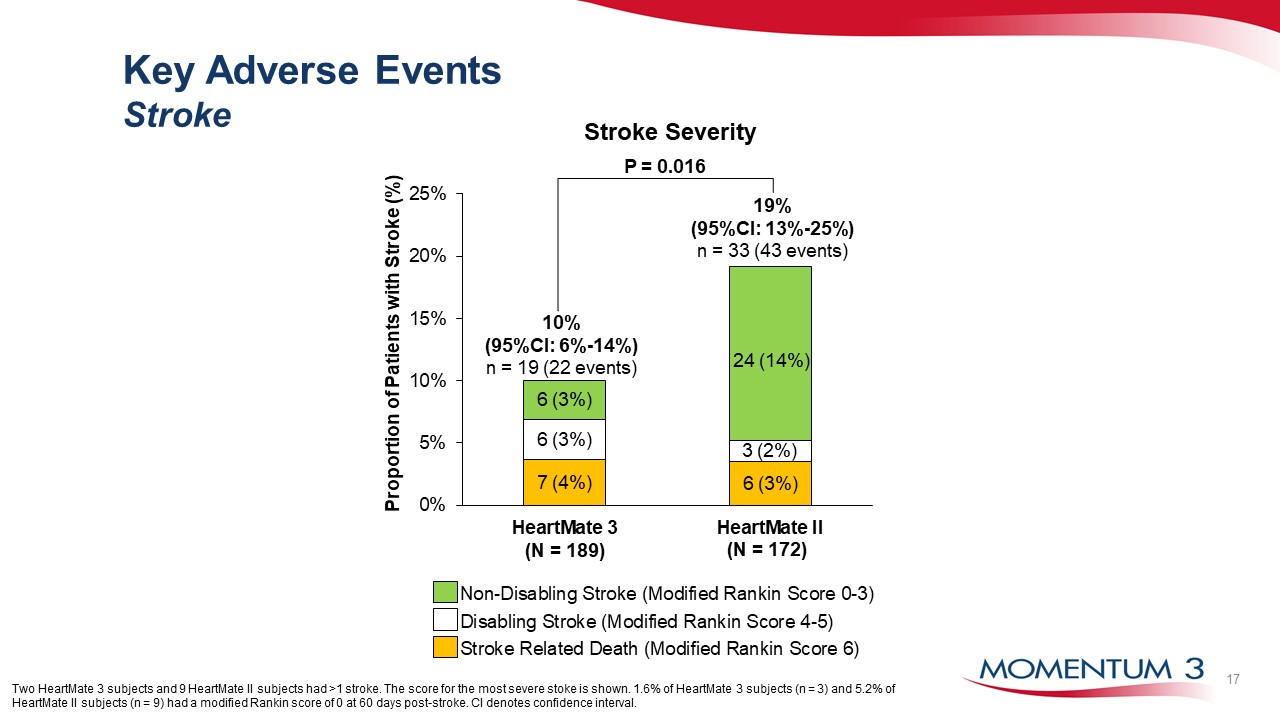 Key Adverse Events
Stroke
Stroke Severity
P = 0.016
Proportion of Patients with Stroke (%)
25%
20%
15%
10%
5%
0%
10%
(95%CI: 6%-14%)
n = 19 (22 events)
6 (3%)
6 (3%)
7 (4%)
19%
(95%CI: 13%-25%)
n = 33 (43 events)
24 (14%)
3 (2%)
6 (3%)
HeartMate 3
(N = 189)
HeartMate II
(N = 172)
Non-Disabling Stroke (Modified Rankin Score 0-3)
Disabling Stroke (Modified Rankin Score 4-5)
Stroke Related Death (Modified Rankin Score 6)
Two HeartMate 3 subjects and 9 HeartMate II subjects had >1 stroke. The score for the most severe stoke is shown. 1.6% of HeartMate 3 subjects (n = 3) and 5.2% of
HeartMate II subjects (n = 9) had a modified Rankin score of 0 at 60 days post-stroke. CI denotes confidence interval.
MOMENTUM 3
17